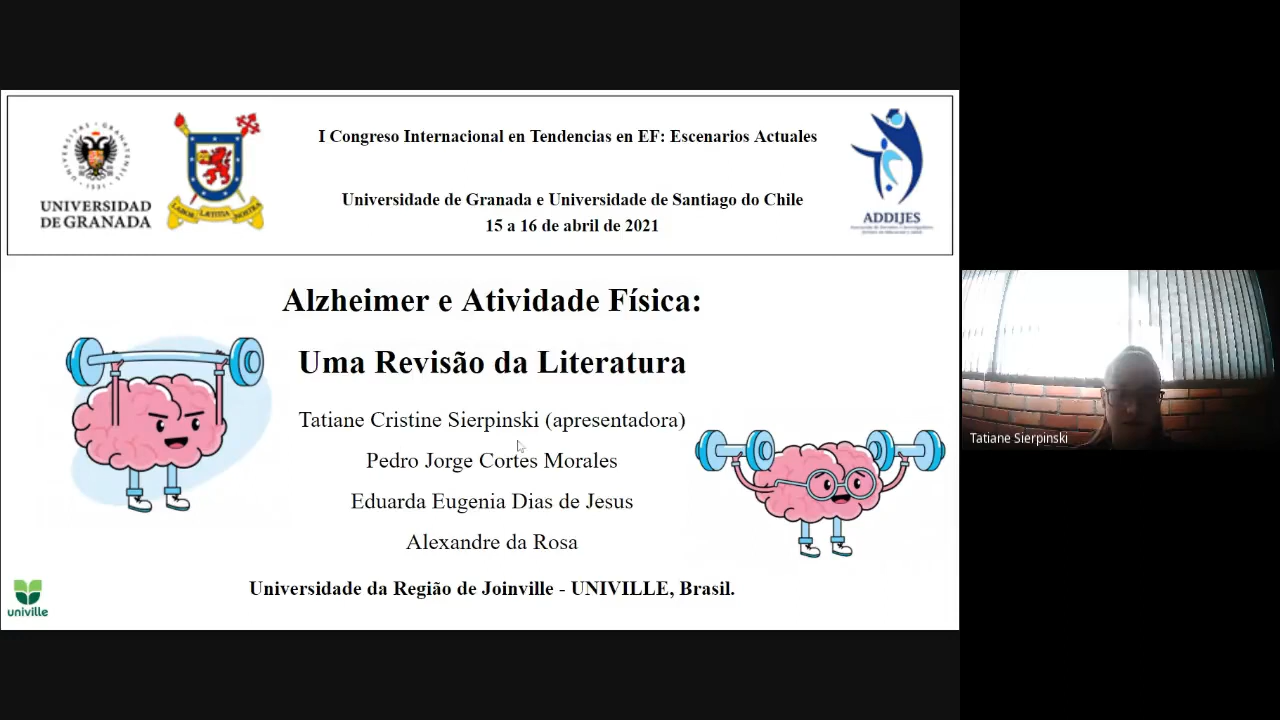 I Congreso Internacional en Tendencias en EF: Escenarios Actuales
Universidade de Granada e Universidade de Santiago do Chile
15 a 16 de abril de 2021
UNIVERSIDAD
DE GRANADA
LABOR LÆTITIA NOSTRA
ADDIJES
Alzheimer e Atividade Física:
Uma Revisão da Literatura
Tatiane Cristine Sierpinski (apresentadora)
Pedro Jorge Cortes Morales
Eduarda Eugenia Dias de Jesus
Alexandre da Rosa
Universidade da Região de Joinville - UNIVILLE, Brasil.
univille
Tatiane Sierpinski